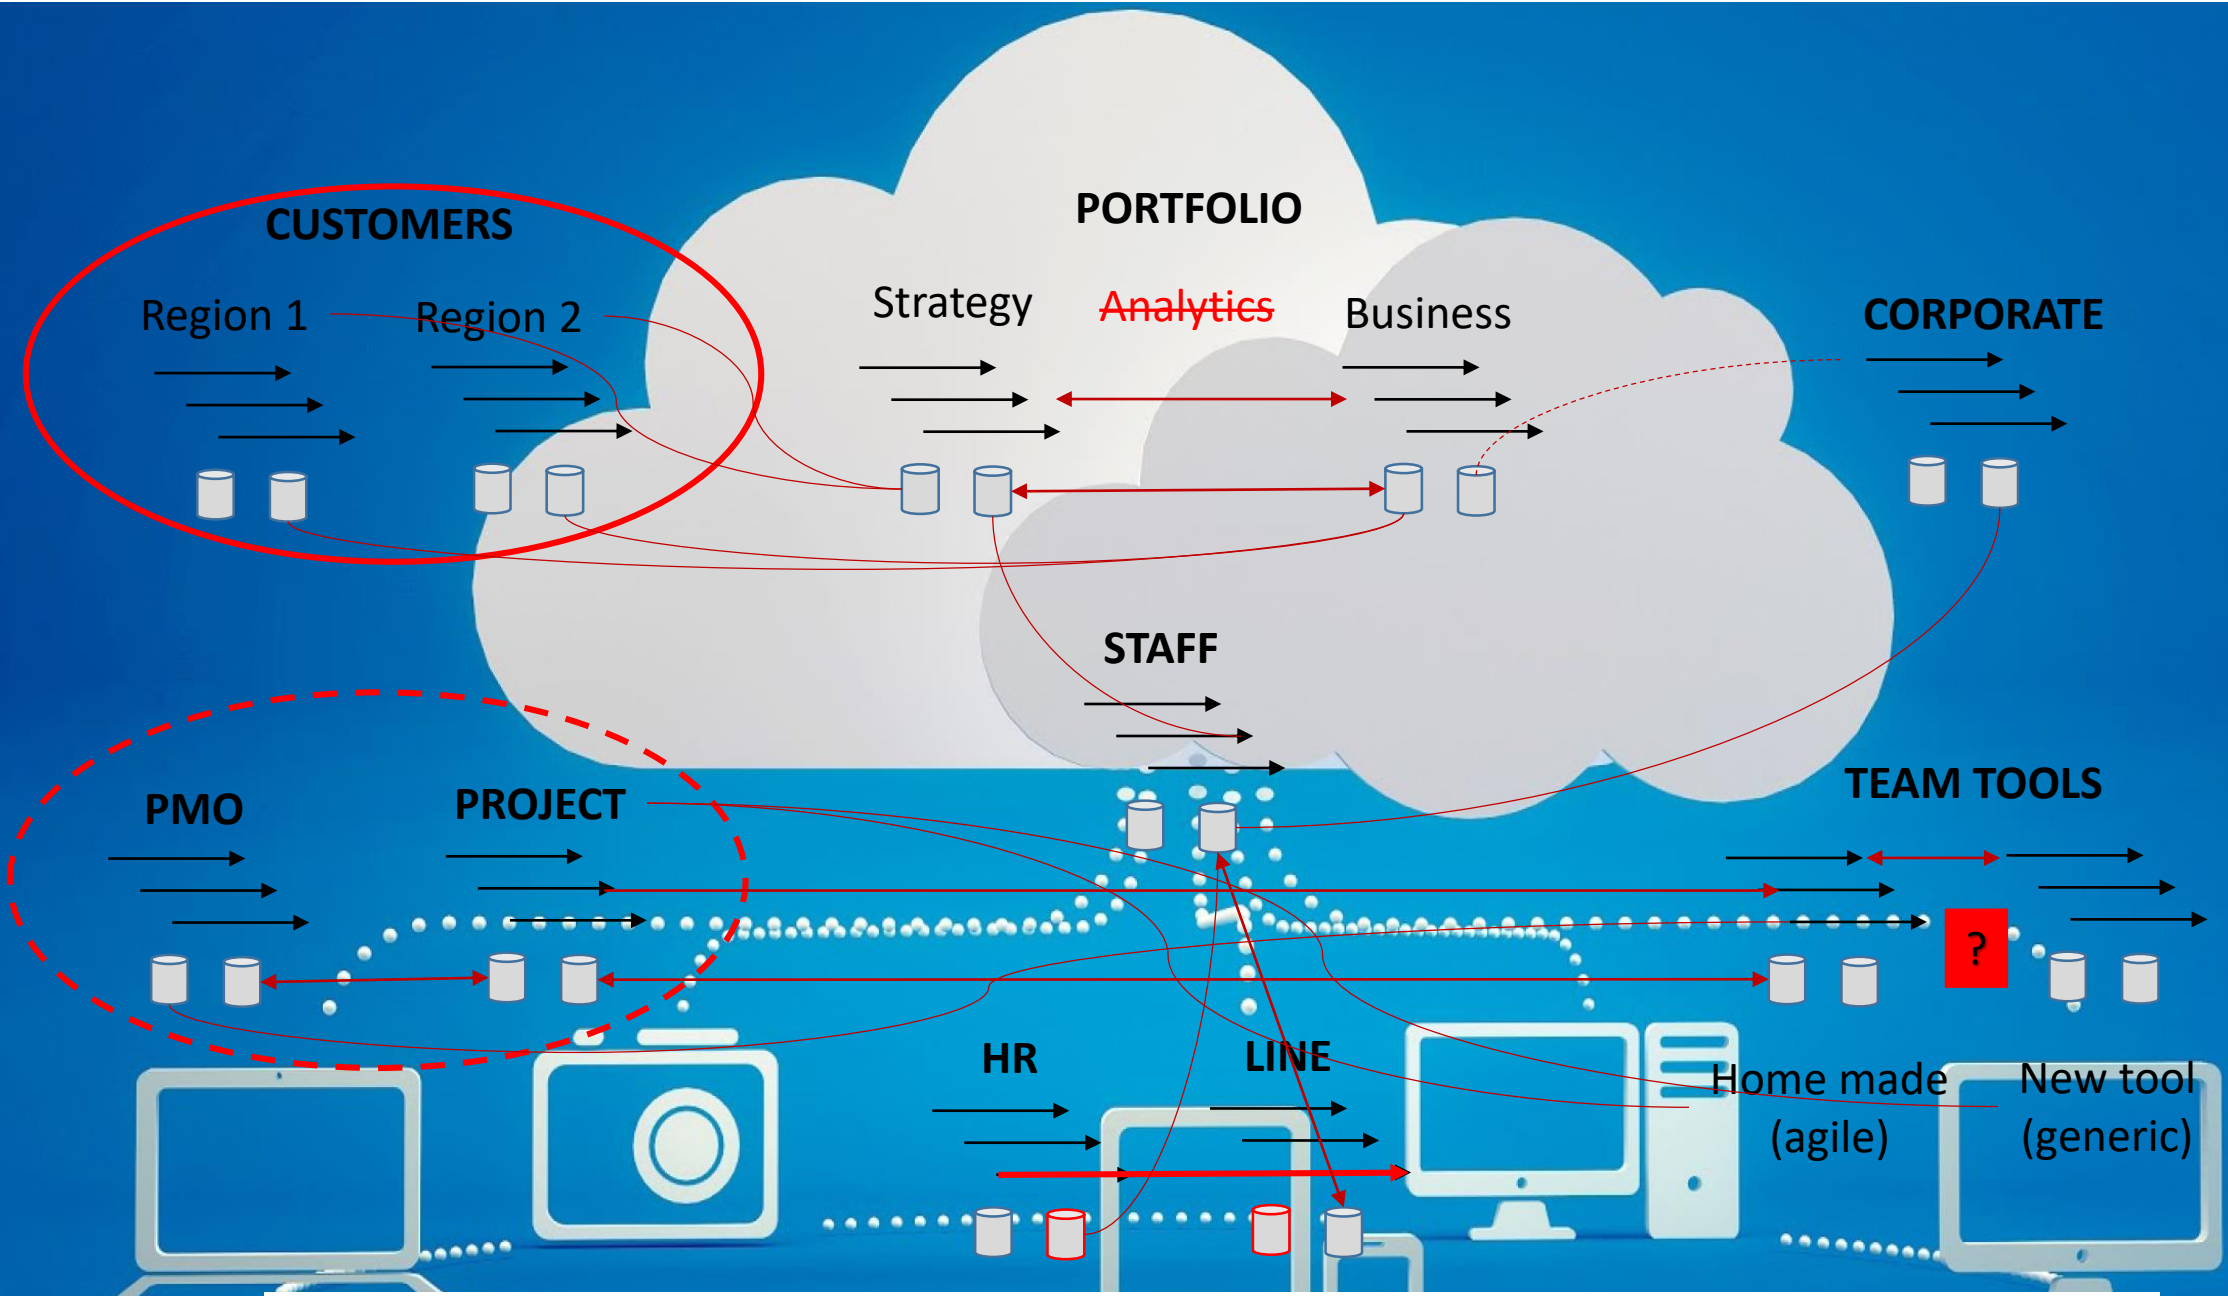 CUSTOMERS
PORTFOLIO
Region 1
Region 2
Strategy
Analytics
Business
CORPORATE
STAFF
PMO
PROJECT
TEAM TOOLS
?
HR
LINE
Home made
(agile)
New tool
(generic)